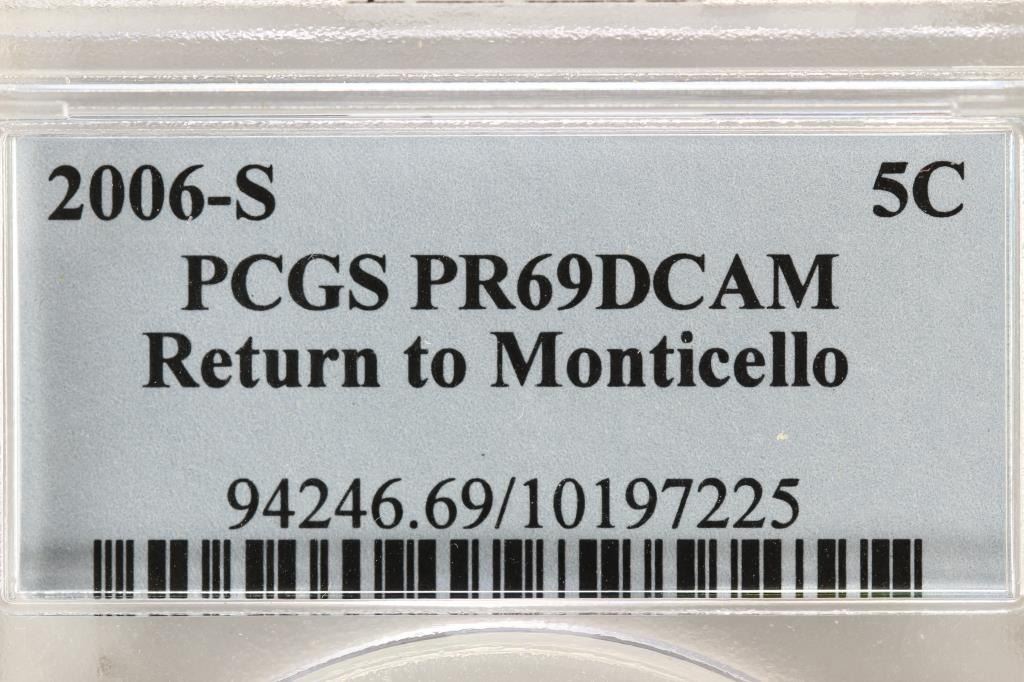 2006-S 5C
PCGS PR69DCAM
Return to Monticello
94246.69/10197225